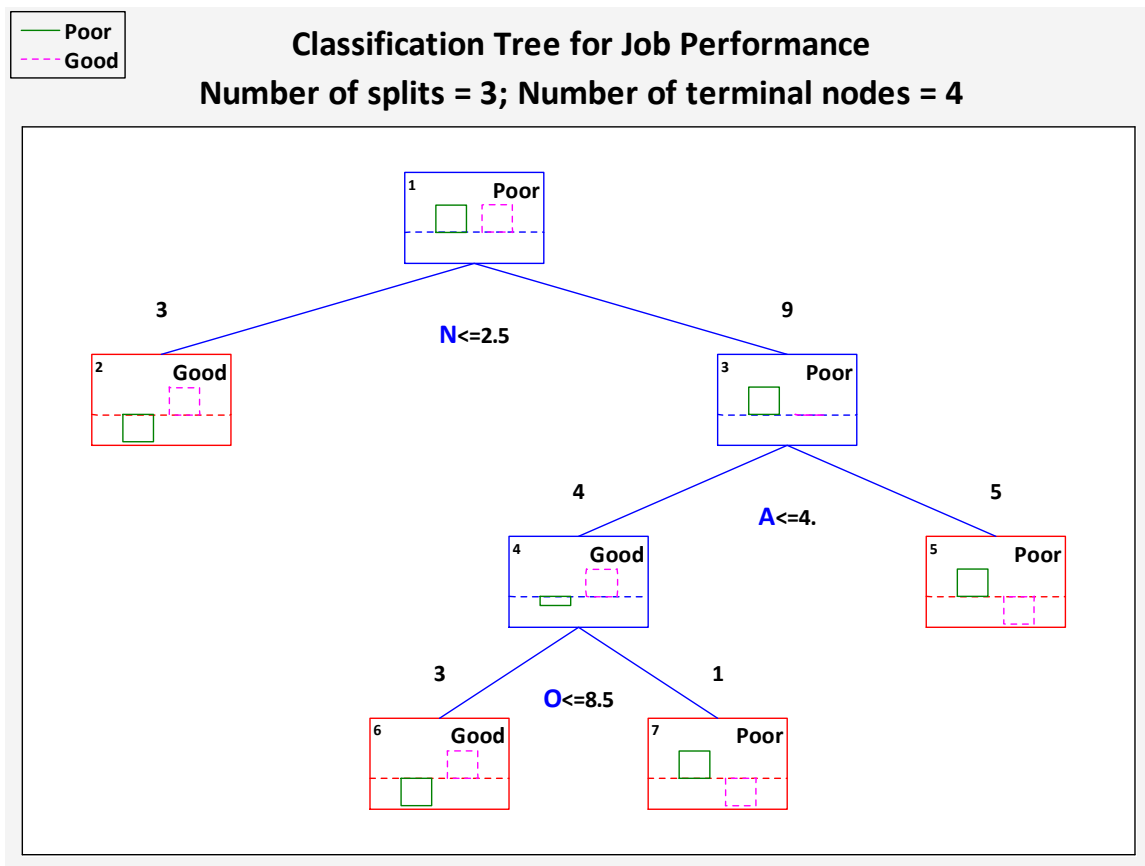 Poor
Good
Classification Tree for Job Performance
Number of splits = 3; Number of terminal nodes = 4
1
Poor
3
9
N<=2.5
2
Good
3
Poor
4
5
A<=4.
4
Good
5
Poor
3
1
O<=8.5
6
Good
7
Poor